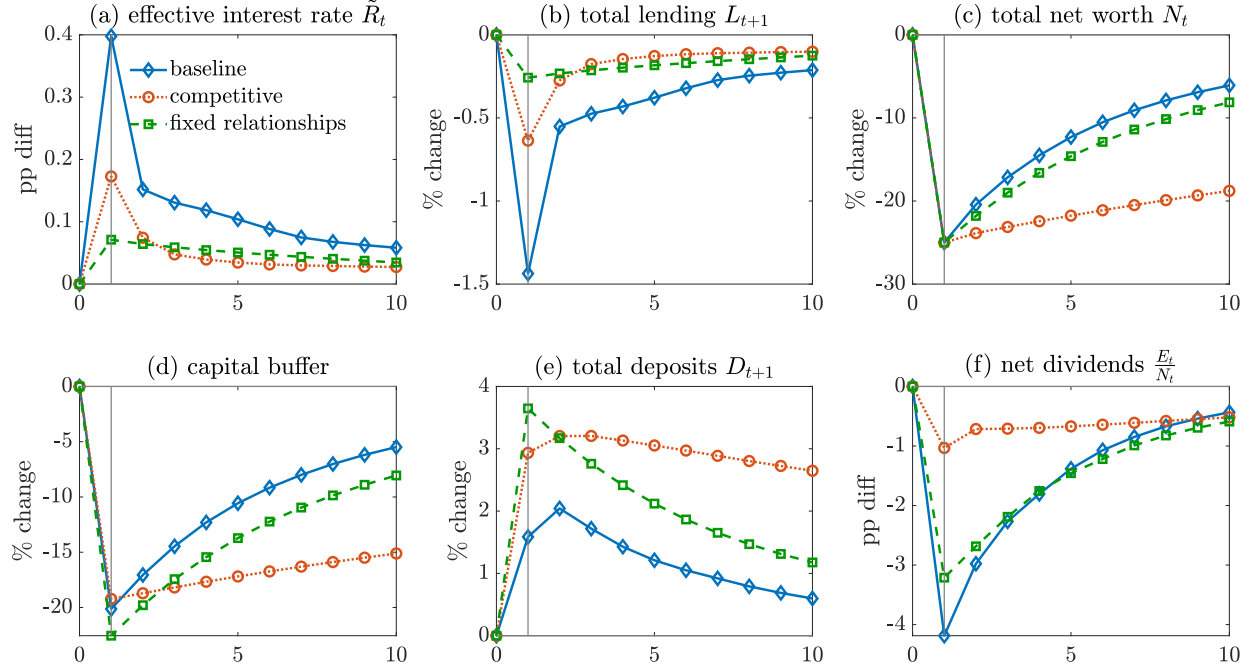 (a) effective interest rate R̃_t
0.4
0.3
0.2
0.1
0
pp diff
baseline
competitive
fixed relationships
0 5 10
(b) total lending L_{t+1}
0
-0.5
-1
-1.5
% change
0 5 10
(c) total net worth N_t
0
-10
-20
-30
% change
0 5 10
(d) capital buffer
0
-5
-10
-15
-20
% change
0 5 10
(e) total deposits D_{t+1}
4
3
2
1
0
% change
0 5 10
(f) net dividends E_t/N_t
0
-1
-2
-3
-4
pp diff
0 5 10